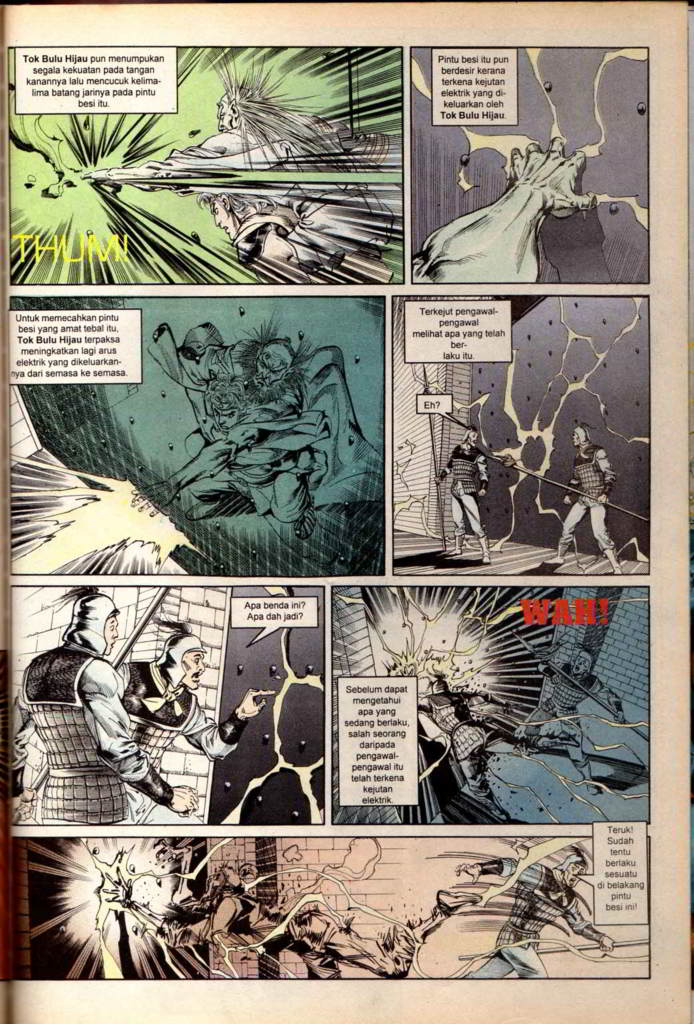 Tok Bulu Hijau pun menumpukan
segala kekuatan pada tangan
kanannya lalu mencucuk kelima-
lima batang jarinya pada pintu
besi itu.
THUM!
Pintu besi itu pun
berdesir kerana
terkena kejutan
elektrik yang di-
keluarkan oleh
Tok Bulu Hijau.
Untuk memecahkan pintu
besi yang amat tebal itu,
Tok Bulu Hijau terpaksa
meningkatkan lagi arus
elektrik yang dikeluarkan-
nya dari semasa ke semasa.
Terkejut pengawal-
pengawal
melihat apa yang telah
ber-
laku itu.
Eh?
Apa benda ini?
Apa dah jadi?
WAH!
Sebelum dapat
mengetahui
apa yang
sedang berlaku,
salah seorang
daripada
pengawal-
pengawal itu
telah terkena
kejutan
elektrik.
Teruk!
Sudah
tentu
berlaku
sesuatu
di belakang
pintu
besi ini!